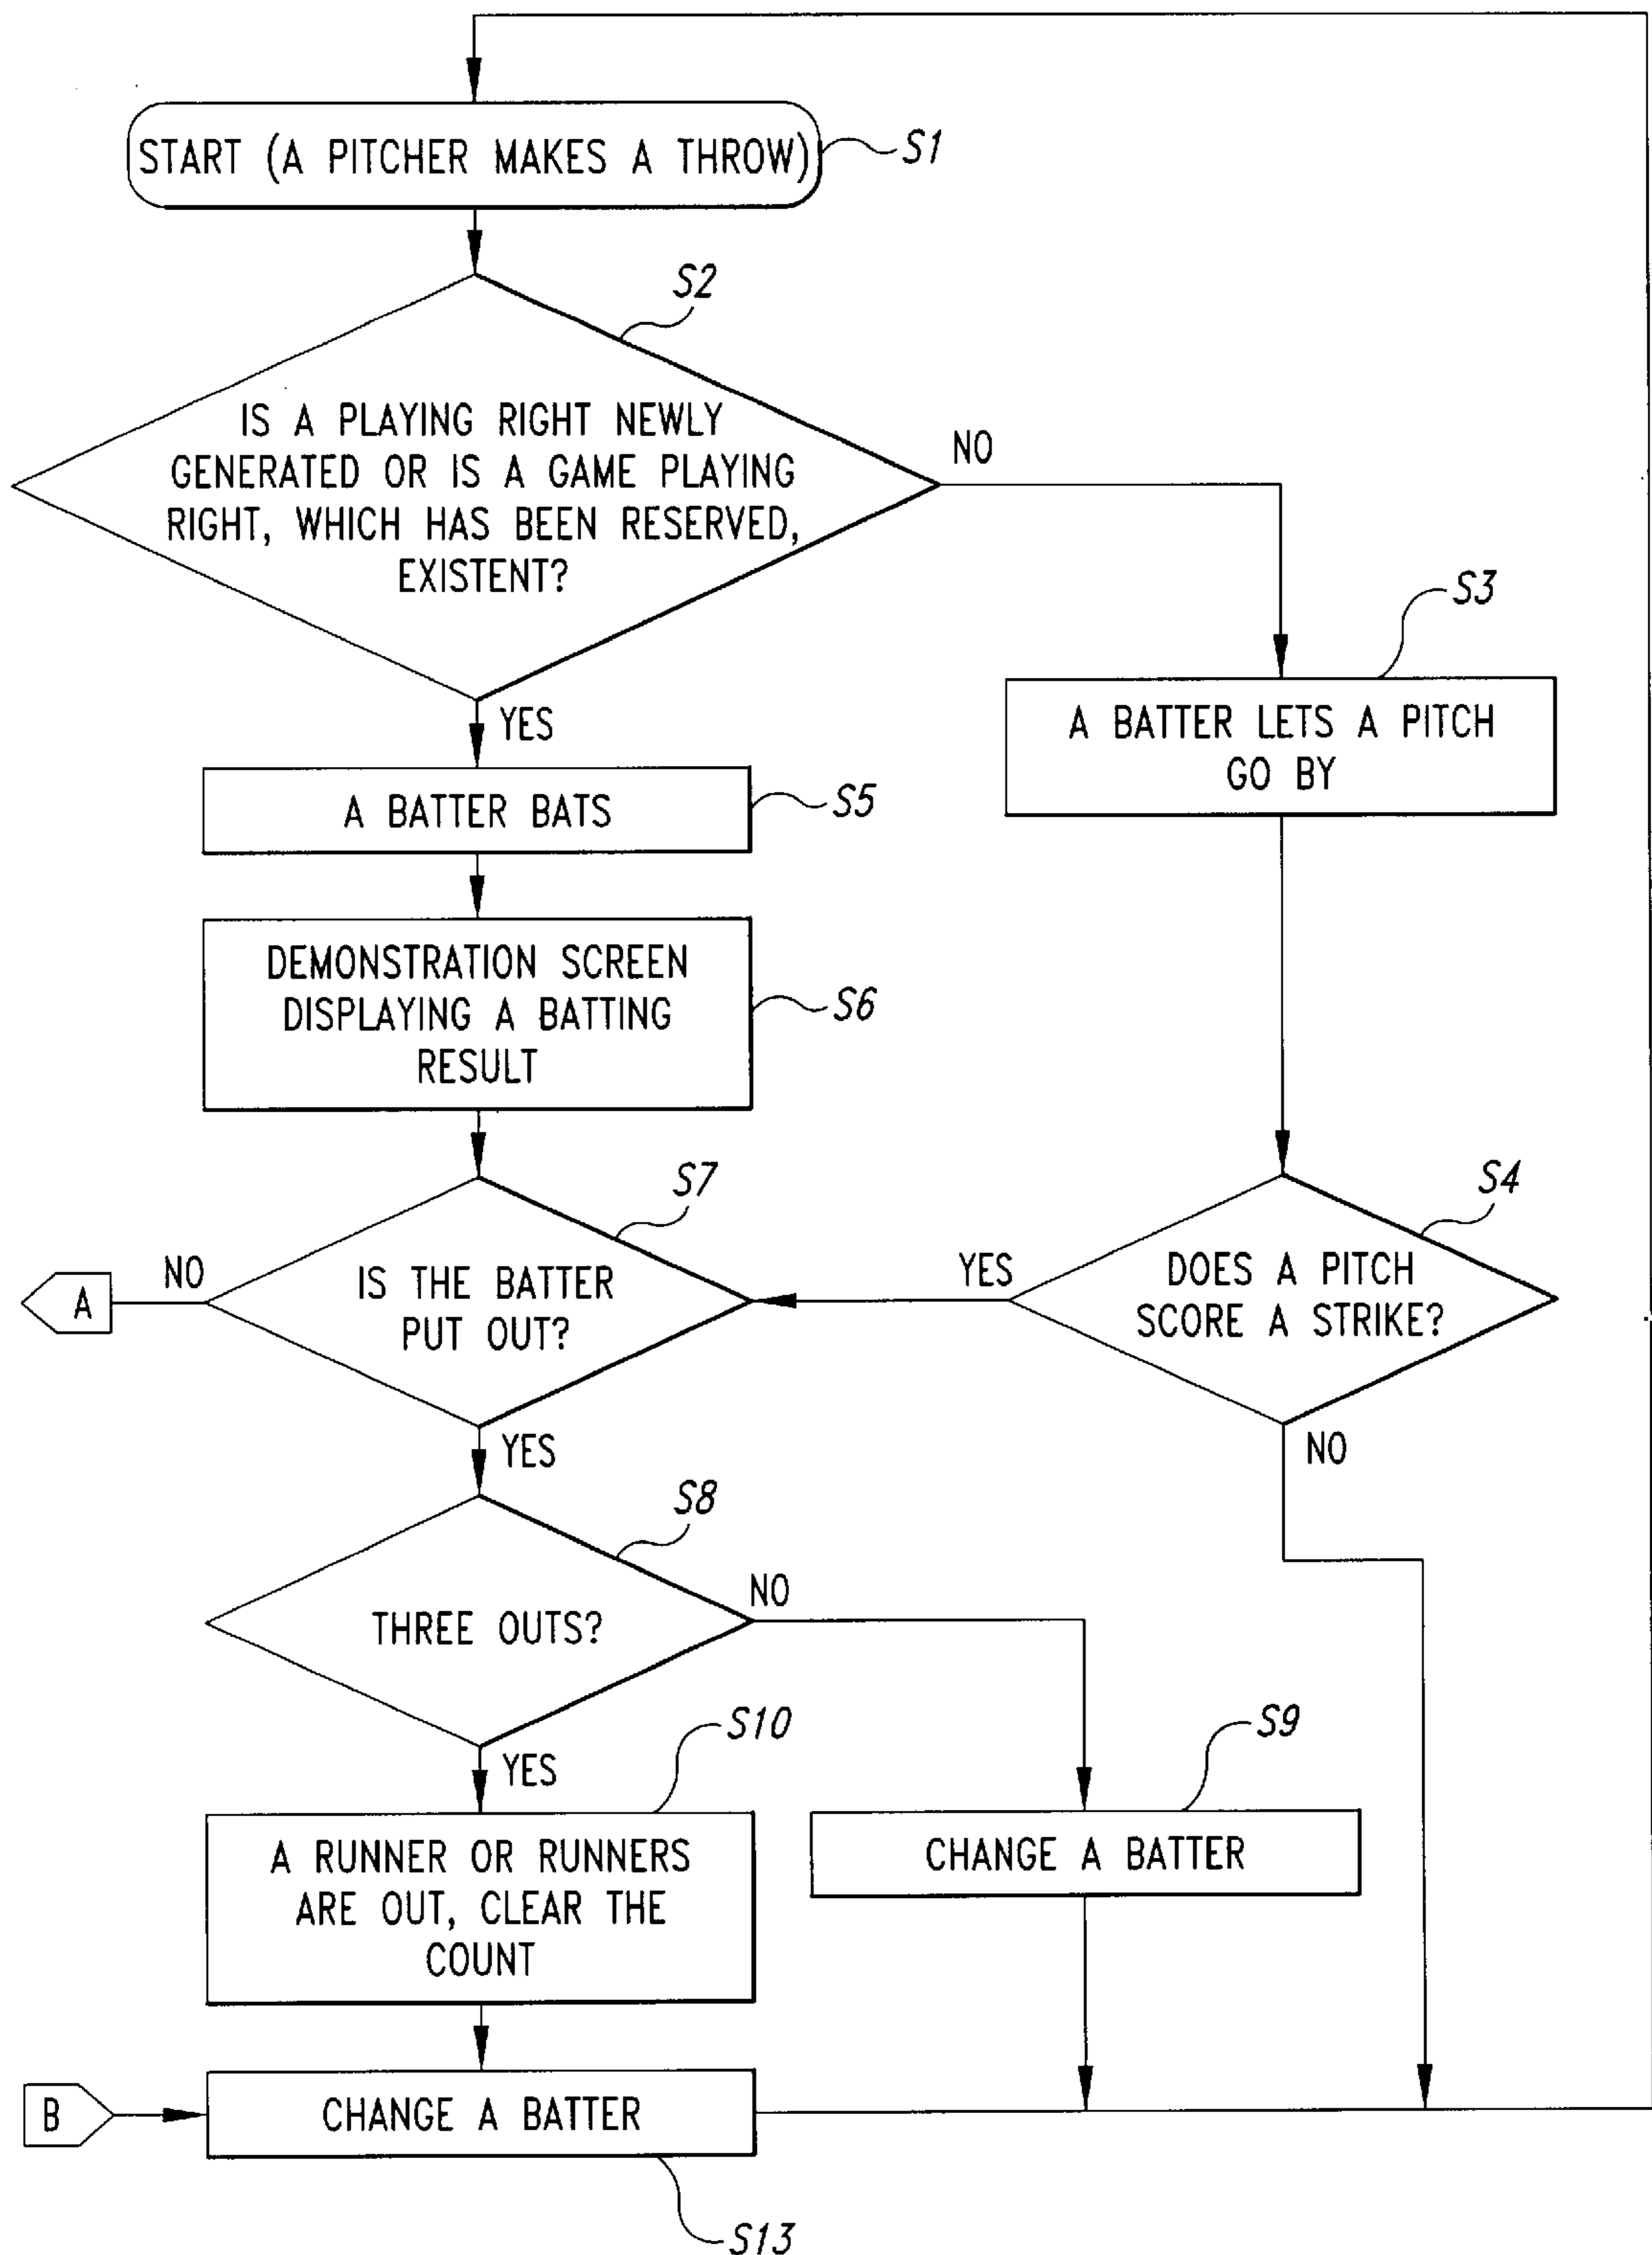 START (A PITCHER MAKES A THROW)
S1
S2
IS A PLAYING RIGHT NEWLY
GENERATED OR IS A GAME PLAYING
RIGHT, WHICH HAS BEEN RESERVED,
EXISTENT?
NO
YES
S3
A BATTER LETS A PITCH
GO BY
A BATTER BATS
S5
DEMONSTRATION SCREEN
DISPLAYING A BATTING
RESULT
S6
S7
IS THE BATTER
PUT OUT?
NO
A
YES
S4
DOES A PITCH
SCORE A STRIKE?
YES
NO
S8
THREE OUTS?
NO
YES
S10
A RUNNER OR RUNNERS
ARE OUT, CLEAR THE
COUNT
S9
CHANGE A BATTER
B
CHANGE A BATTER
S13